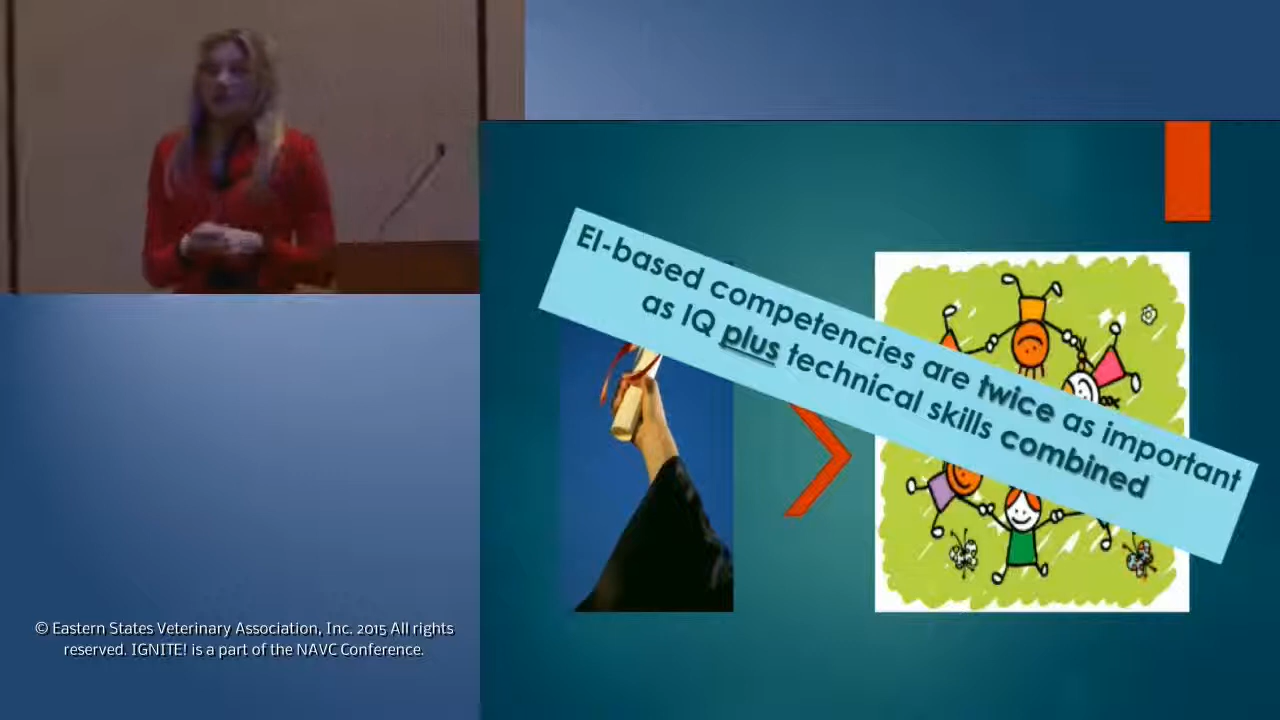 EI-based competencies are twice as important
as IQ plus technical skills combined
© Eastern States Veterinary Association, Inc. 2015 All rights
reserved. IGNITE! is a part of the NAVC Conference.